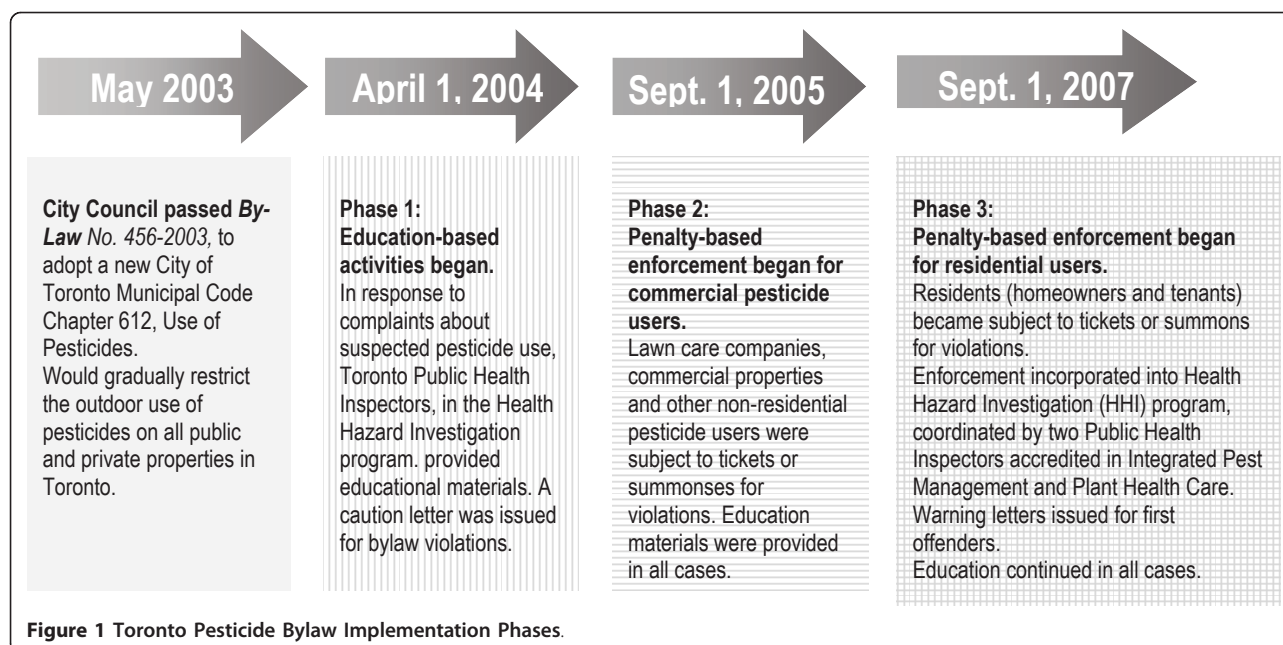 May 2003
April 1, 2004
Sept. 1, 2005
Sept. 1, 2007
City Council passed By-
Law No. 456-2003, to
adopt a new City of
Toronto Municipal Code
Chapter 612, Use of
Pesticides.
Would gradually restrict
the outdoor use of
pesticides on all public
and private properties in
Toronto.
Phase 1:
Education-based
activities began.
In response to
complaints about
suspected pesticide use,
Toronto Public Health
Inspectors, in the Health
Hazard Investigation
program. provided
educational materials. A
caution letter was issued
for bylaw violations.
Phase 2:
Penalty-based
enforcement began for
commercial pesticide
users.
Lawn care companies,
commercial properties
and other non-residential
pesticide users were
subject to tickets or
summonses for
violations. Education
materials were provided
in all cases.
Phase 3:
Penalty-based enforcement began
for residential users.
Residents (homeowners and tenants)
became subject to tickets or summons
for violations.
Enforcement incorporated into Health
Hazard Investigation (HHI) program,
coordinated by two Public Health
Inspectors accredited in Integrated Pest
Management and Plant Health Care.
Warning letters issued for first
offenders.
Education continued in all cases.
Figure 1 Toronto Pesticide Bylaw Implementation Phases.